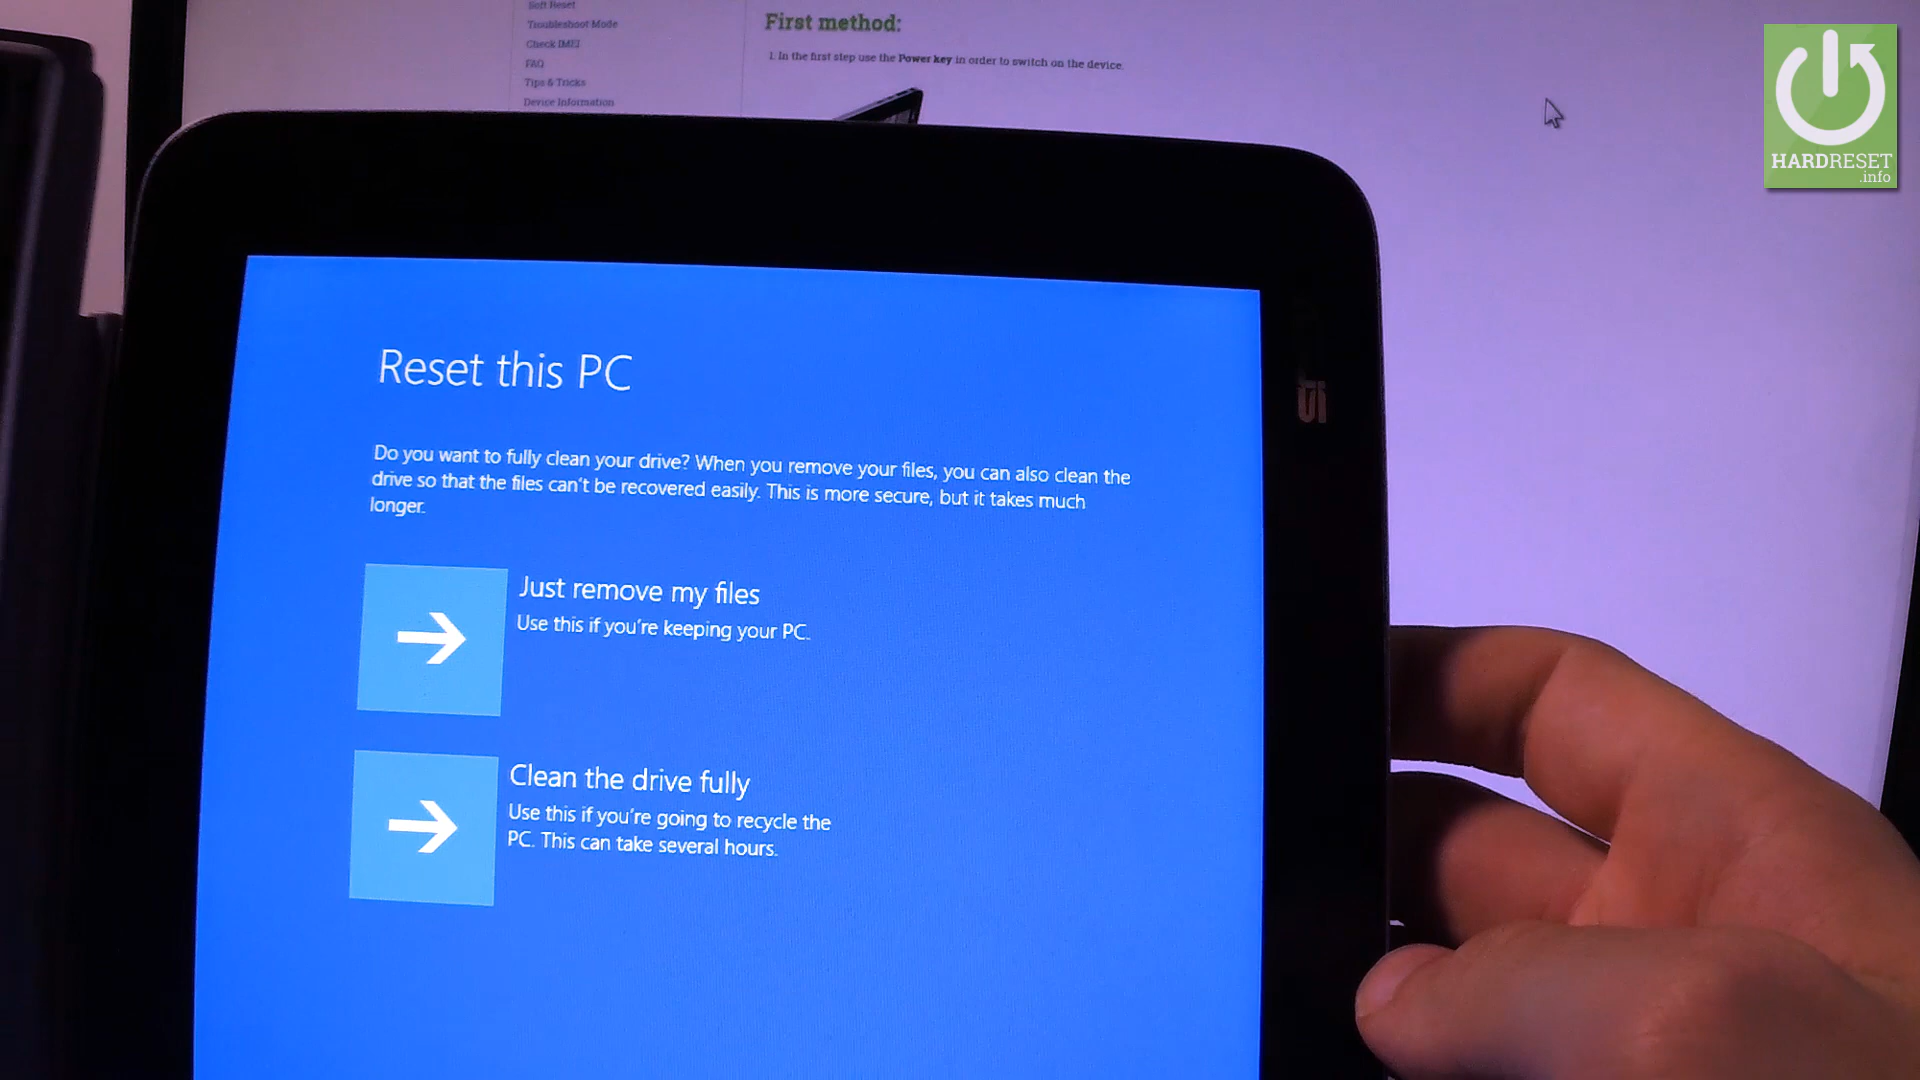 Soft Reset
Troubleshoot Mode
Check IMEI
FAQ
Tips & Tricks
Device Information
First method:
1. In the first step use the Power key in order to switch on the device.
HARDRESET
.info
Reset this PC
Do you want to fully clean your drive? When you remove your files, you can also clean the
drive so that the files can't be recovered easily. This is more secure, but it takes much
longer.
Just remove my files
Use this if you're keeping your PC.
Clean the drive fully
Use this if you're going to recycle the
PC. This can take several hours.